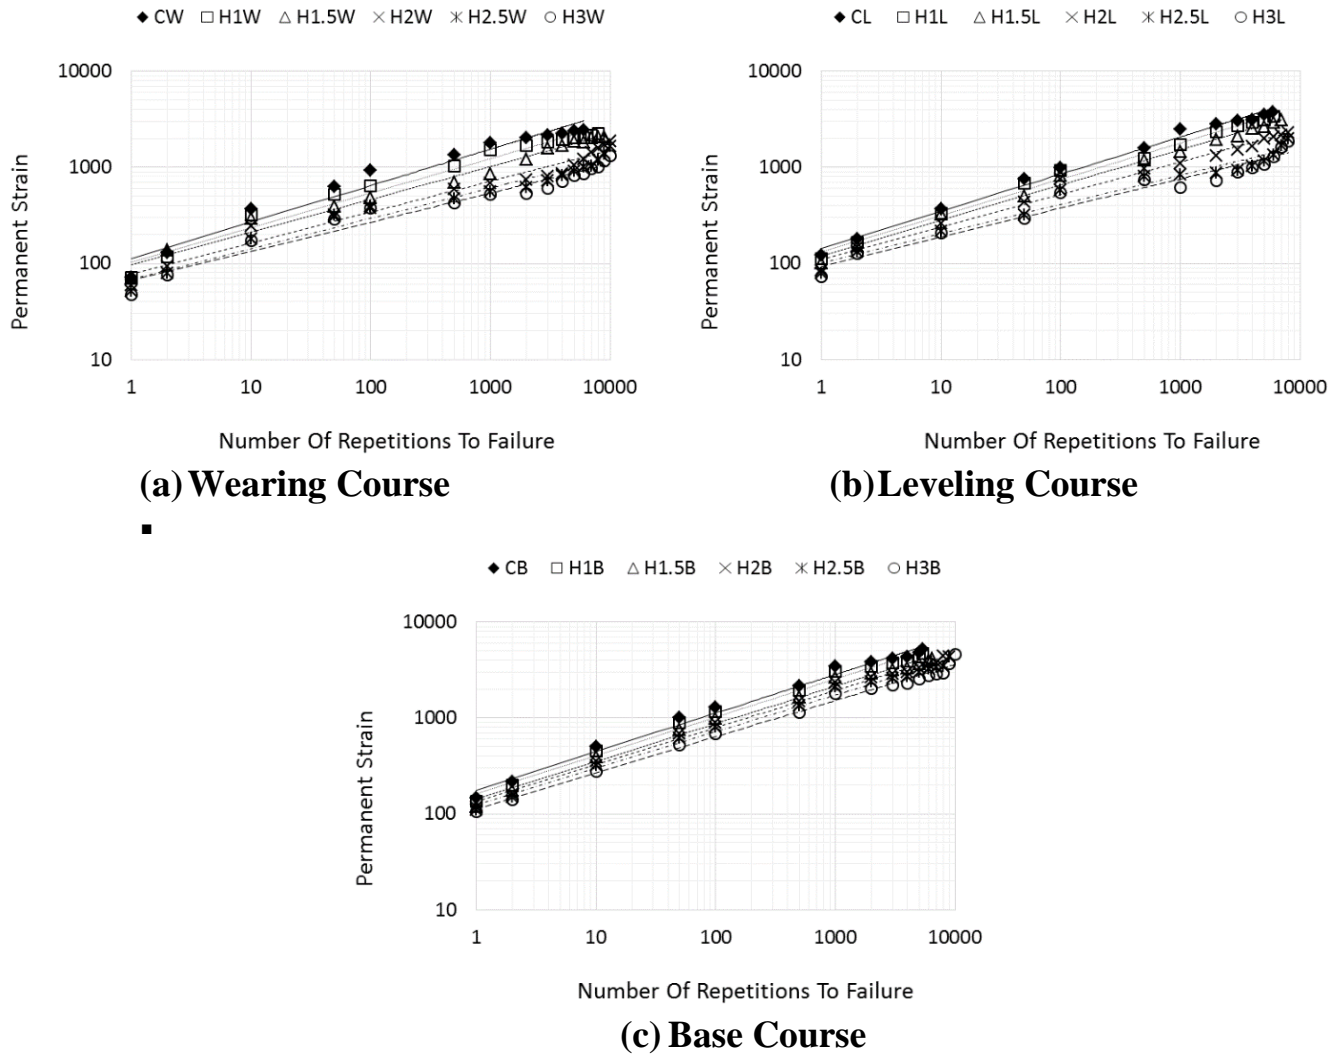 CW H1W H1.5W H2W H2.5W H3W
10000
1000
100
10
Permanent Strain
1 10 100 1000 10000
Number Of Repetitions To Failure
(a) Wearing Course
CL H1L H1.5L H2L H2.5L H3L
10000
1000
100
10
Permanent Strain
1 10 100 1000 10000
Number Of Repetitions To Failure
(b) Leveling Course
CB H1B H1.5B H2B H2.5B H3B
10000
1000
100
10
Permanent Strain
1 10 100 1000 10000
Number Of Repetitions To Failure
(c) Base Course